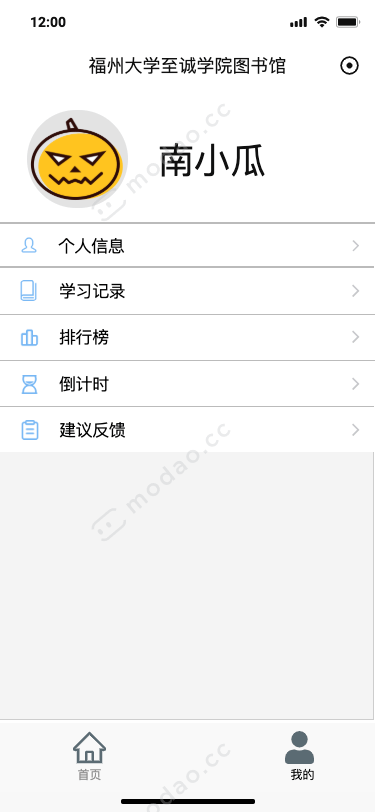 12:00
福州大学至诚学院图书馆
南小瓜
个人信息
学习记录
排行榜
倒计时
建议反馈
首页
我的
modao.cc
modao.cc
modao.cc